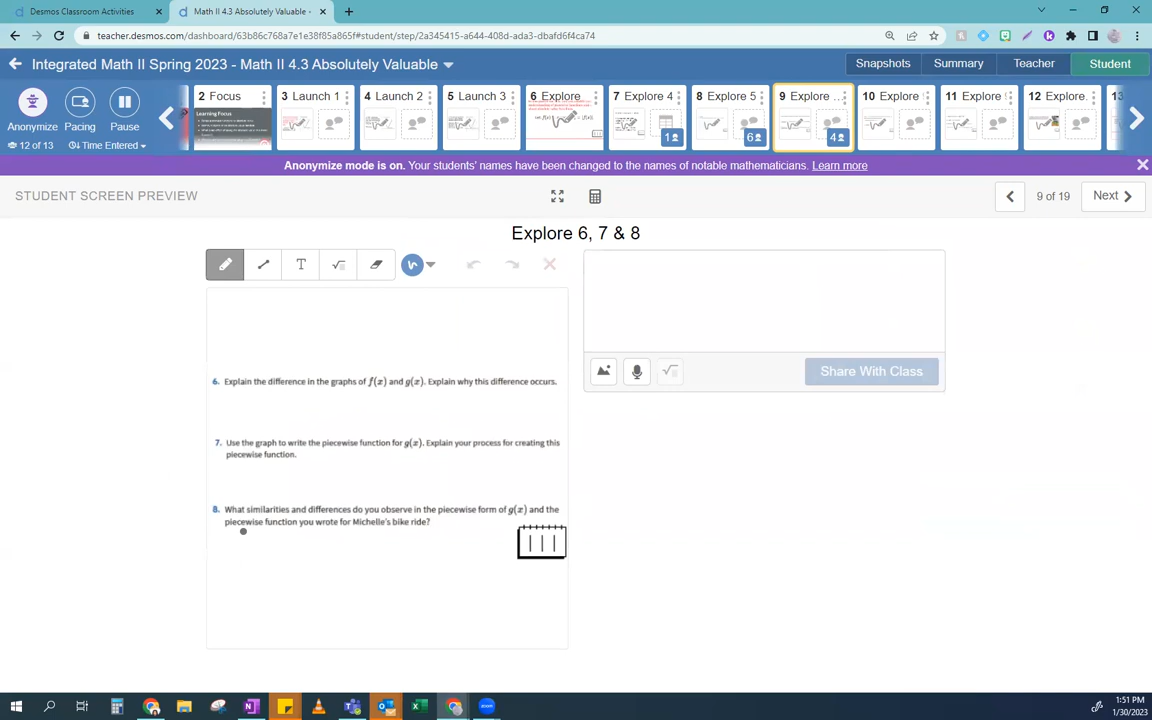 Desmos Classroom Activities
Math II 4.3 Absolutely Valuable -
teacher.desmos.com/dashboard/63b86c768a7e1e38f85a865f#student/step/2a345415-a644-408d-ada3-dbafd6f4ca74
Integrated Math II Spring 2023 - Math II 4.3 Absolutely Valuable
Snapshots Summary Teacher Student
Anonymize Pacing Pause
12 of 13 Time Entered
2 Focus 3 Launch 1 4 Launch 2 5 Launch 3 6 Explore 7 Explore 4 8 Explore 5 9 Explore ... 10 Explore 11 Explore 12 Explore. 13
Learning Focus
1 6 4
Anonymize mode is on. Your students' names have been changed to the names of notable mathematicians. Learn more
STUDENT SCREEN PREVIEW
9 of 19 Next
Explore 6, 7 & 8
T
6. Explain the difference in the graphs of f(x) and g(x). Explain why this difference occurs.
7. Use the graph to write the piecewise function for g(x). Explain your process for creating this
piecewise function.
8. What similarities and differences do you observe in the piecewise form of g(x) and the
piecewise function you wrote for Michelle's bike ride?
Share With Class
1:51 PM
1/30/2023